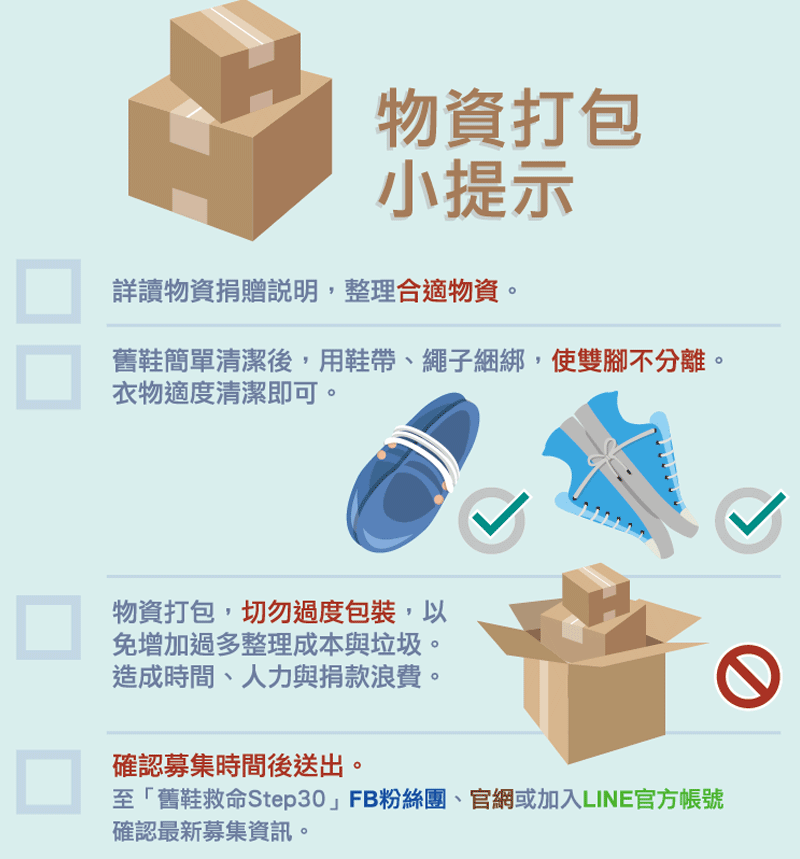 物資打包
小提示
詳讀物資捐贈説明，整理合適物資。
舊鞋簡單清潔後，用鞋帶、繩子綑綁，使雙腳不分離。
衣物適度清潔即可。
物資打包，切勿過度包裝，以
免增加過多整理成本與垃圾。
造成時間、人力與捐款浪費。
確認募集時間後送出。
至「舊鞋救命Step30」FB粉絲團、官網或加入LINE官方帳號
確認最新募集資訊。